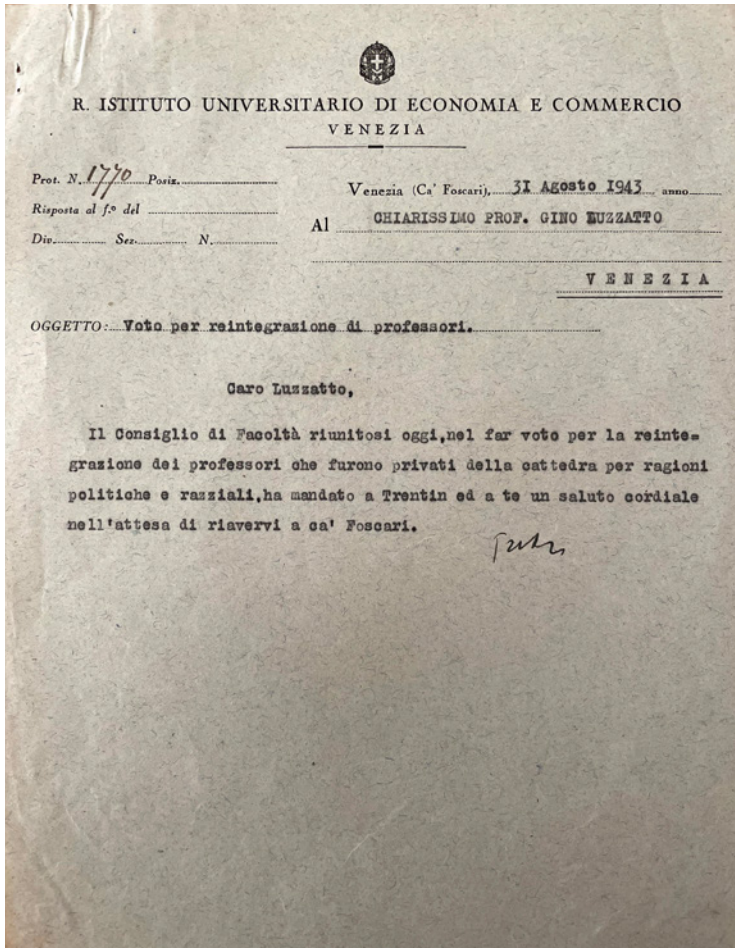 R. ISTITUTO UNIVERSITARIO DI ECONOMIA E COMMERCIO
VENEZIA
Prot. N. 1770 Posiz.
Risposta al f.º del
Div. Sez. N.
Venezia (Ca' Foscari), 31 Agosto 1943 anno
Al CHIARISSIMO PROF. GINO LUZZATTO
VENEZIA
OGGETTO: Voto per reintegrazione di professori.
Caro Luzzatto,
Il Consiglio di Facoltà riunitosi oggi,nel far voto per la reinte=
grazione dei professori che furono privati della cattedra per ragioni
politiche e razziali,ha mandato a Trentin ed a te un saluto cordiale
nell'attesa di riavervi a ca' Foscari.